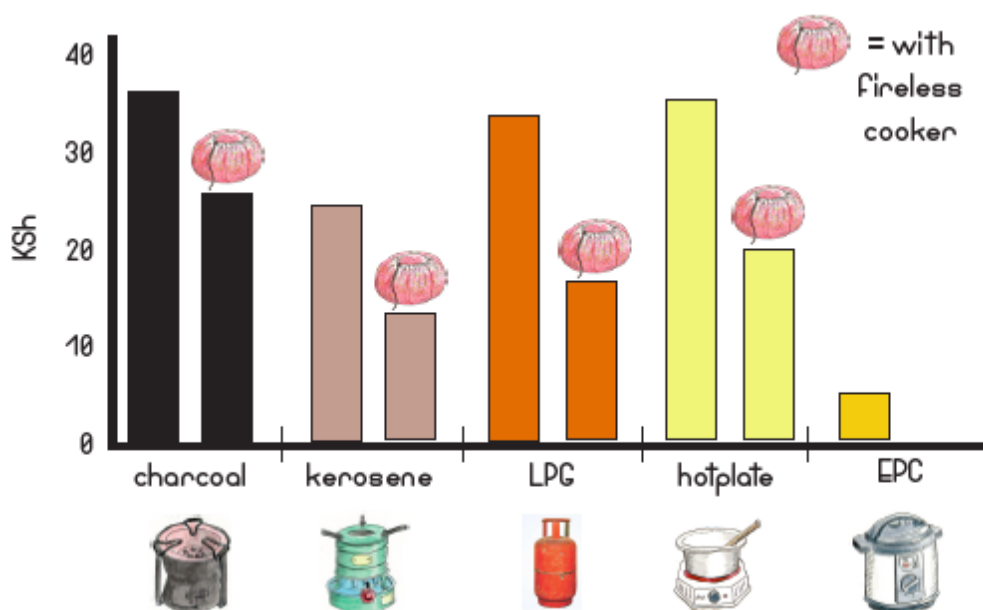 40
30
20
10
0
KSh
= with
fireless
cooker
charcoal
kerosene
LPG
hotplate
EPC